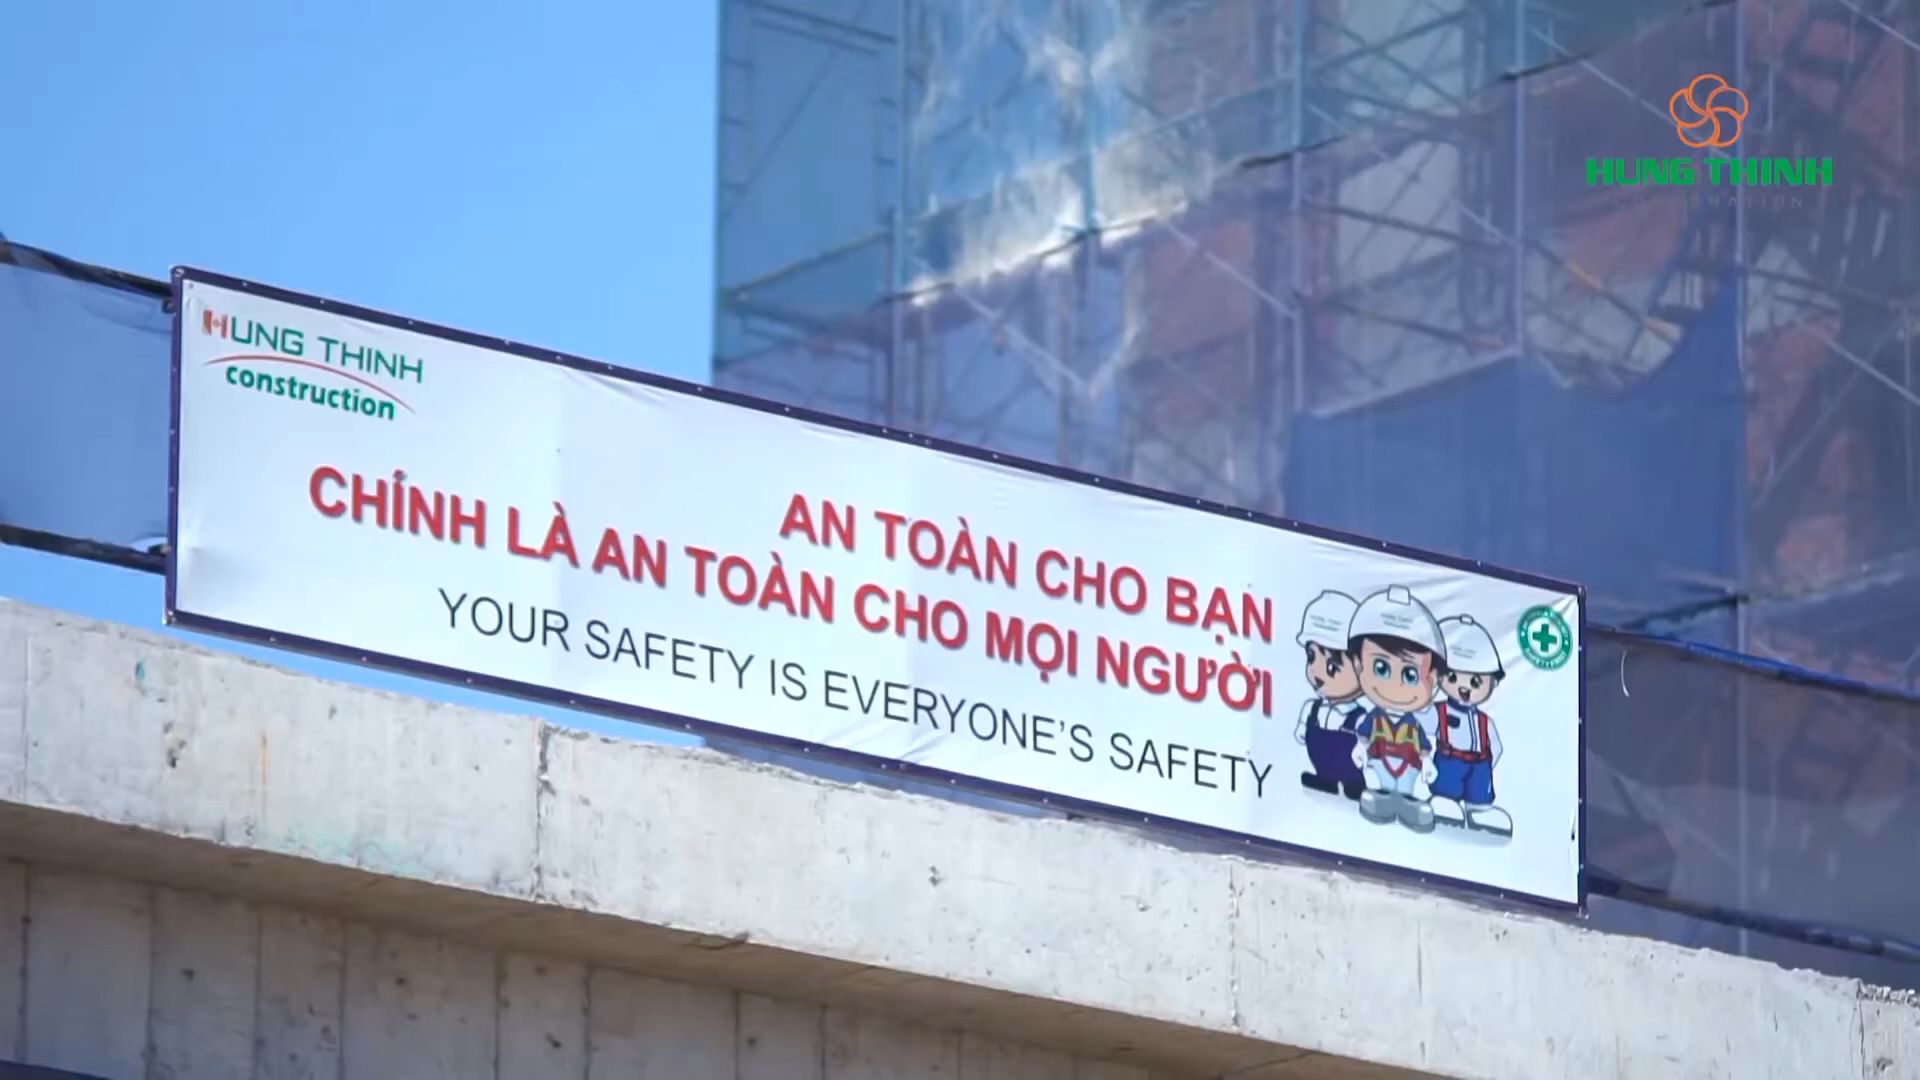 HUNG THINH
CORPORATION
HUNG THINH
construction
AN TOÀN CHO BẠN
CHÍNH LÀ AN TOÀN CHO MỌI NGƯỜI
YOUR SAFETY IS EVERYONE'S SAFETY